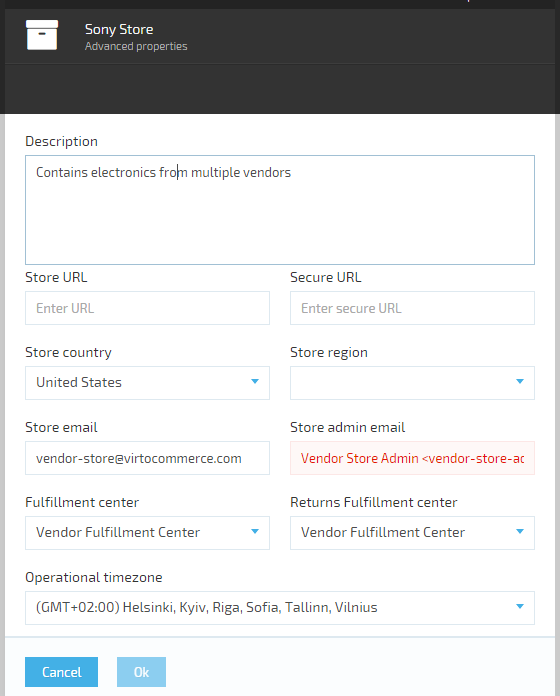 Sony Store
Advanced properties
Description
Contains electronics from multiple vendors
Store URL
Secure URL
Enter URL
Enter secure URL
Store country
Store region
United States
Store email
Store admin email
vendor-store@virtocommerce.com
Vendor Store Admin <vendor-store-ad
Fulfillment center
Returns Fulfillment center
Vendor Fulfillment Center
Vendor Fulfillment Center
Operational timezone
(GMT+02:00) Helsinki, Kyiv, Riga, Sofia, Tallinn, Vilnius
Cancel
Ok